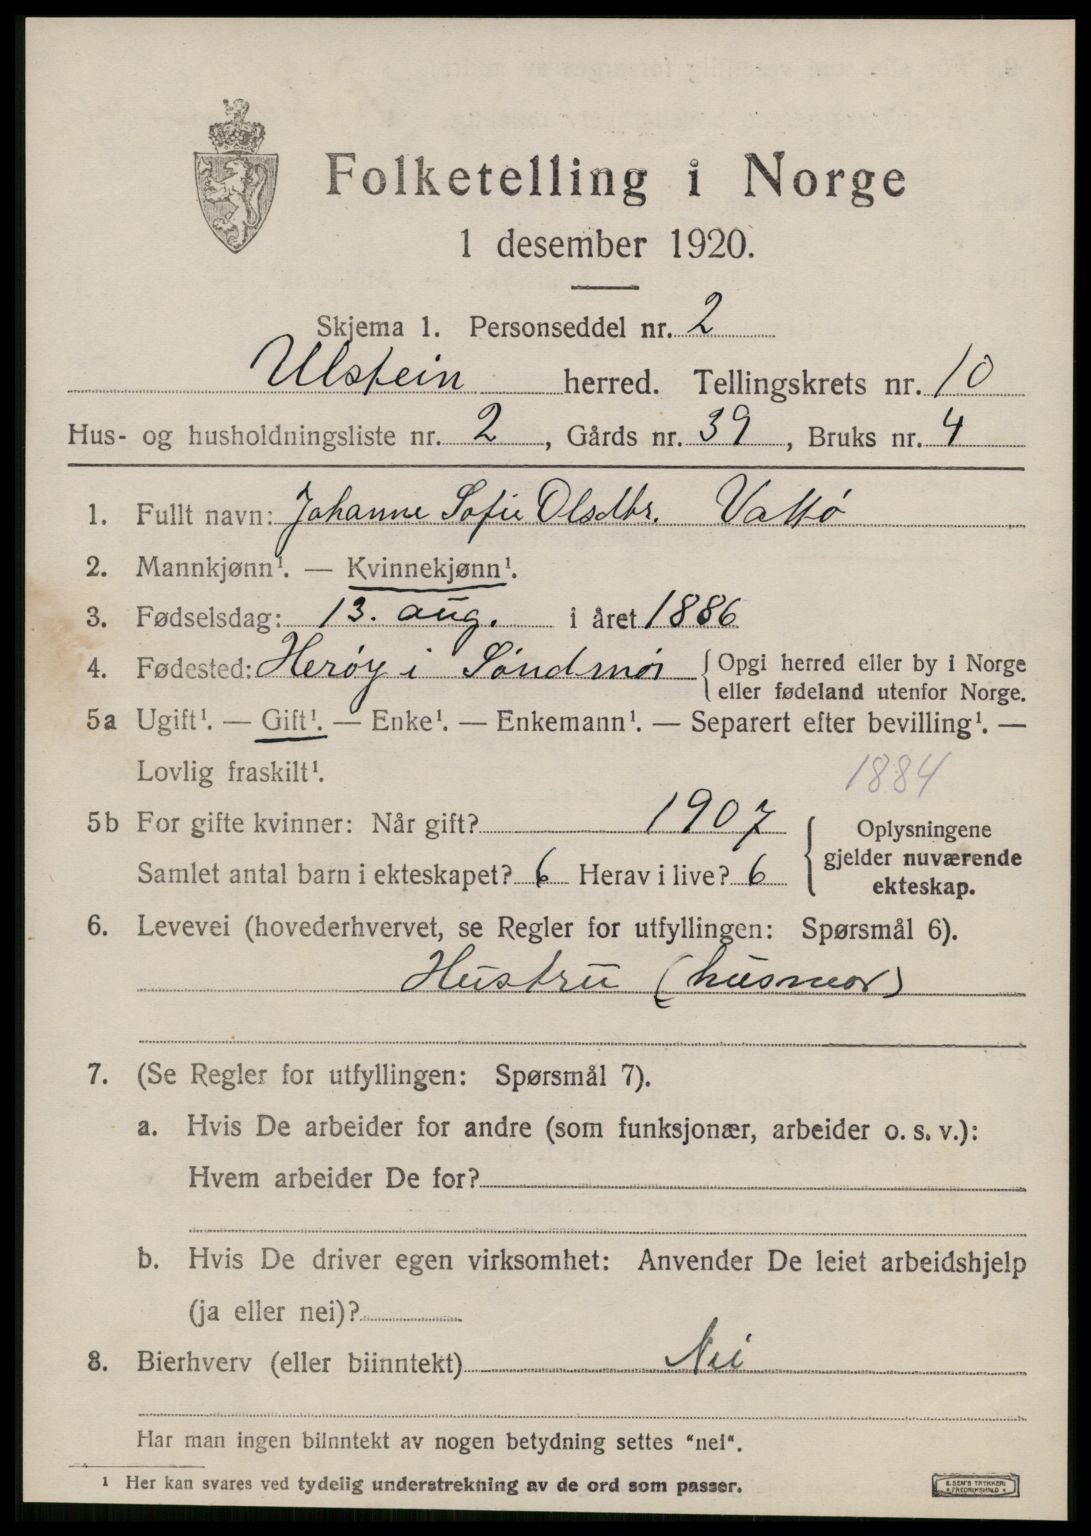 Folketelling i Norge
1 desember 1920.
Skjema 1. Personseddel nr. 2
Ulstein herred. Tellingskrets nr. 10
Hus- og husholdningsliste nr. 2, Gårds nr. 39, Bruks nr. 4
1. Fullt navn: Johanne Sofie Olsdtr. Vattø
2. Mannkjønn¹. — Kvinnekjønn¹.
3. Fødselsdag: 13. aug. i året 1886
4. Fødested: Herøy i Søndmør {Opgi herred eller by i Norge
eller fødeland utenfor Norge.
5a Ugift¹. — Gift¹. — Enke¹. — Enkemann¹. — Separert efter bevilling¹. —
Lovlig fraskilt¹. 1884
5b For gifte kvinner: Når gift? 1907
Samlet antal barn i ekteskapet? 6 Herav i live? 6
{Oplysningene
gjelder nuværende
ekteskap.
6. Levevei (hovederhvervet, se Regler for utfyllingen: Spørsmål 6).
Hustru (husmor)
7. (Se Regler for utfyllingen: Spørsmål 7).
a. Hvis De arbeider for andre (som funksjonær, arbeider o. s. v.):
Hvem arbeider De for?
b. Hvis De driver egen virksomhet: Anvender De leiet arbeidshjelp
(ja eller nei)?
8. Bierhverv (eller biinntekt) Nei
Har man ingen biinntekt av nogen betydning settes "nei".
¹ Her kan svares ved tydelig understrekning av de ord som passer.